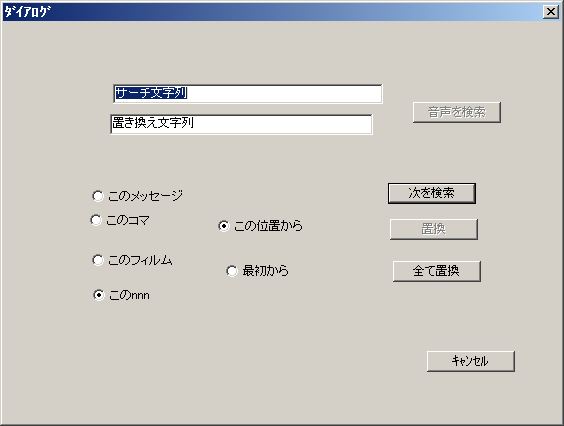 ﾀﾞｲｱﾛｸﾞ
サーチ文字列
音声を検索
置き換え文字列
このメッセージ
次を検索
このコマ
この位置から
置換
このフィルム
最初から
全て置換
このnnn
ｷｬﾝｾﾙ